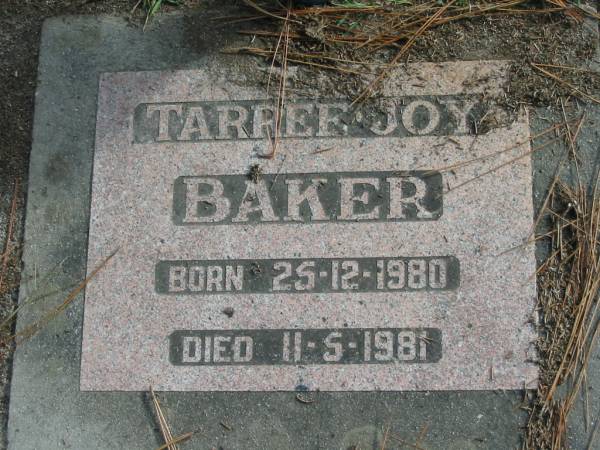 TARREE·JOY
BAKER
BORN 25-12-1980
DIED 11-5-1981